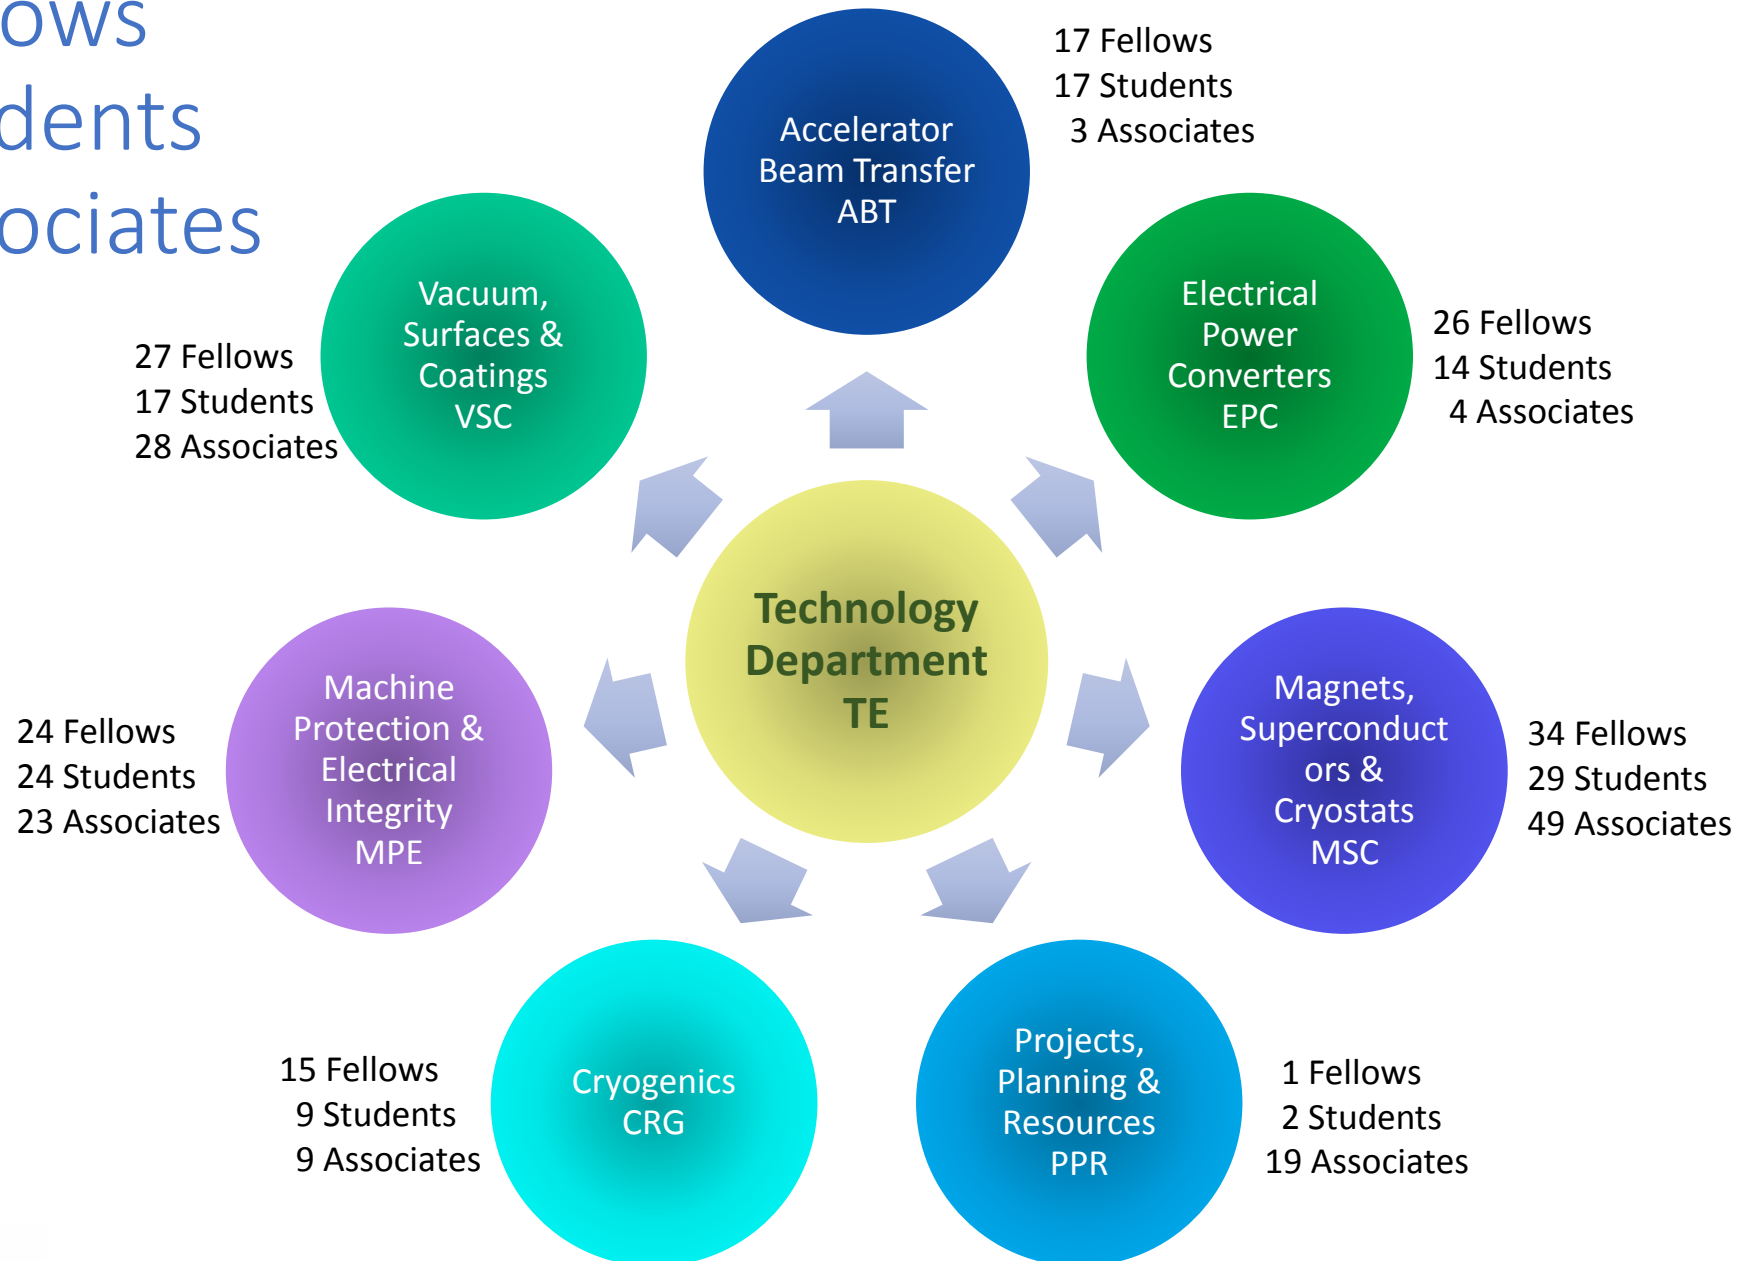 ows
dents
ociates
17 Fellows
17 Students
3 Associates
Accelerator
Beam Transfer
ABT
Vacuum,
Surfaces &
Coatings
VSC
27 Fellows
17 Students
28 Associates
Electrical
Power
Converters
EPC
26 Fellows
14 Students
4 Associates
Technology
Department
TE
Machine
Protection &
Electrical
Integrity
MPE
24 Fellows
24 Students
23 Associates
Magnets,
Superconduct
ors &
Cryostats
MSC
34 Fellows
29 Students
49 Associates
15 Fellows
9 Students
9 Associates
Cryogenics
CRG
Projects,
Planning &
Resources
PPR
1 Fellows
2 Students
19 Associates